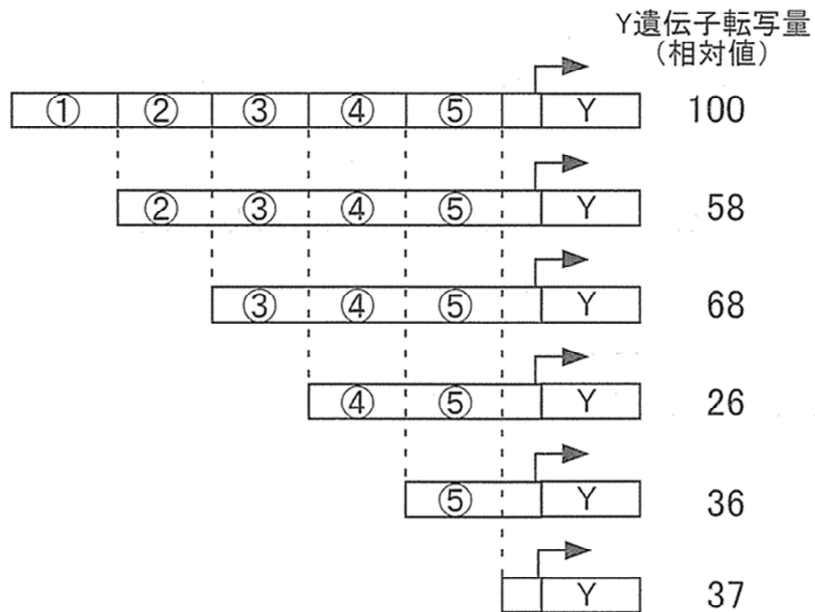 Y遺伝子転写量
(相対値)
① ② ③ ④ ⑤ Y 100
② ③ ④ ⑤ Y 58
③ ④ ⑤ Y 68
④ ⑤ Y 26
⑤ Y 36
Y 37